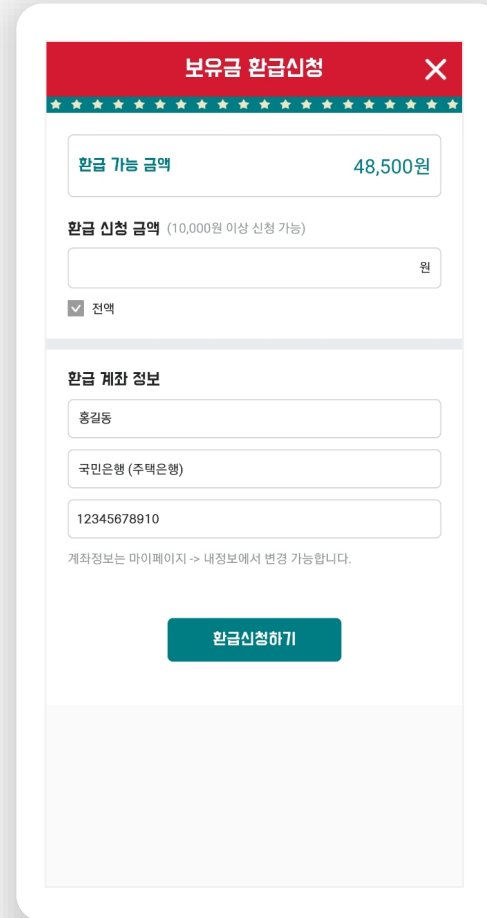 보유금 환급신청
환급 가능 금액 48,500원
환급 신청 금액 (10,000원 이상 신청 가능)
원
전액
환급 계좌 정보
홍길동
국민은행 (주택은행)
12345678910
계좌정보는 마이페이지 -> 내정보에서 변경 가능합니다.
환급신청하기